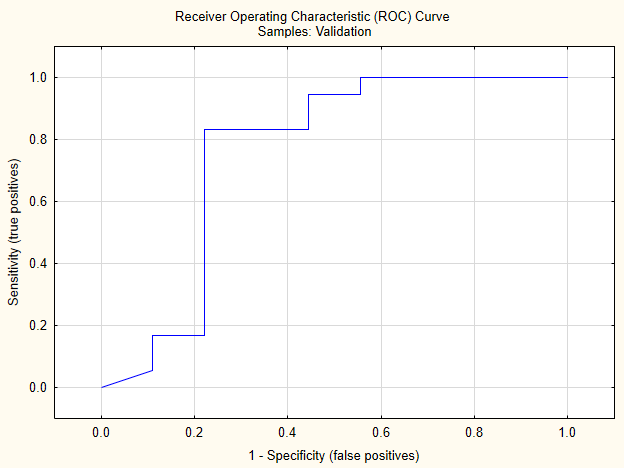 Receiver Operating Characteristic (ROC) Curve
Samples: Validation
Sensitivity (true positives)
1.0
0.8
0.6
0.4
0.2
0.0
0.0 0.2 0.4 0.6 0.8 1.0
1 - Specificity (false positives)